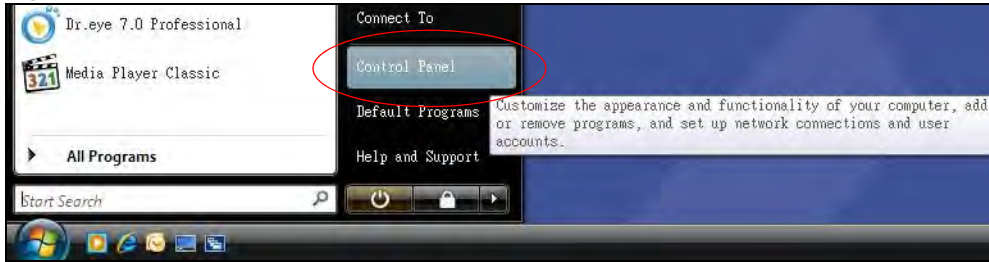 Dr.eye 7.0 Professional
321
Media Player Classic
All Programs
Start Search
Connect To
Control Panel
Default Programs
Help and Support
Customize the appearance and functionality of your computer, add
or remove programs, and set up network connections and user
accounts.